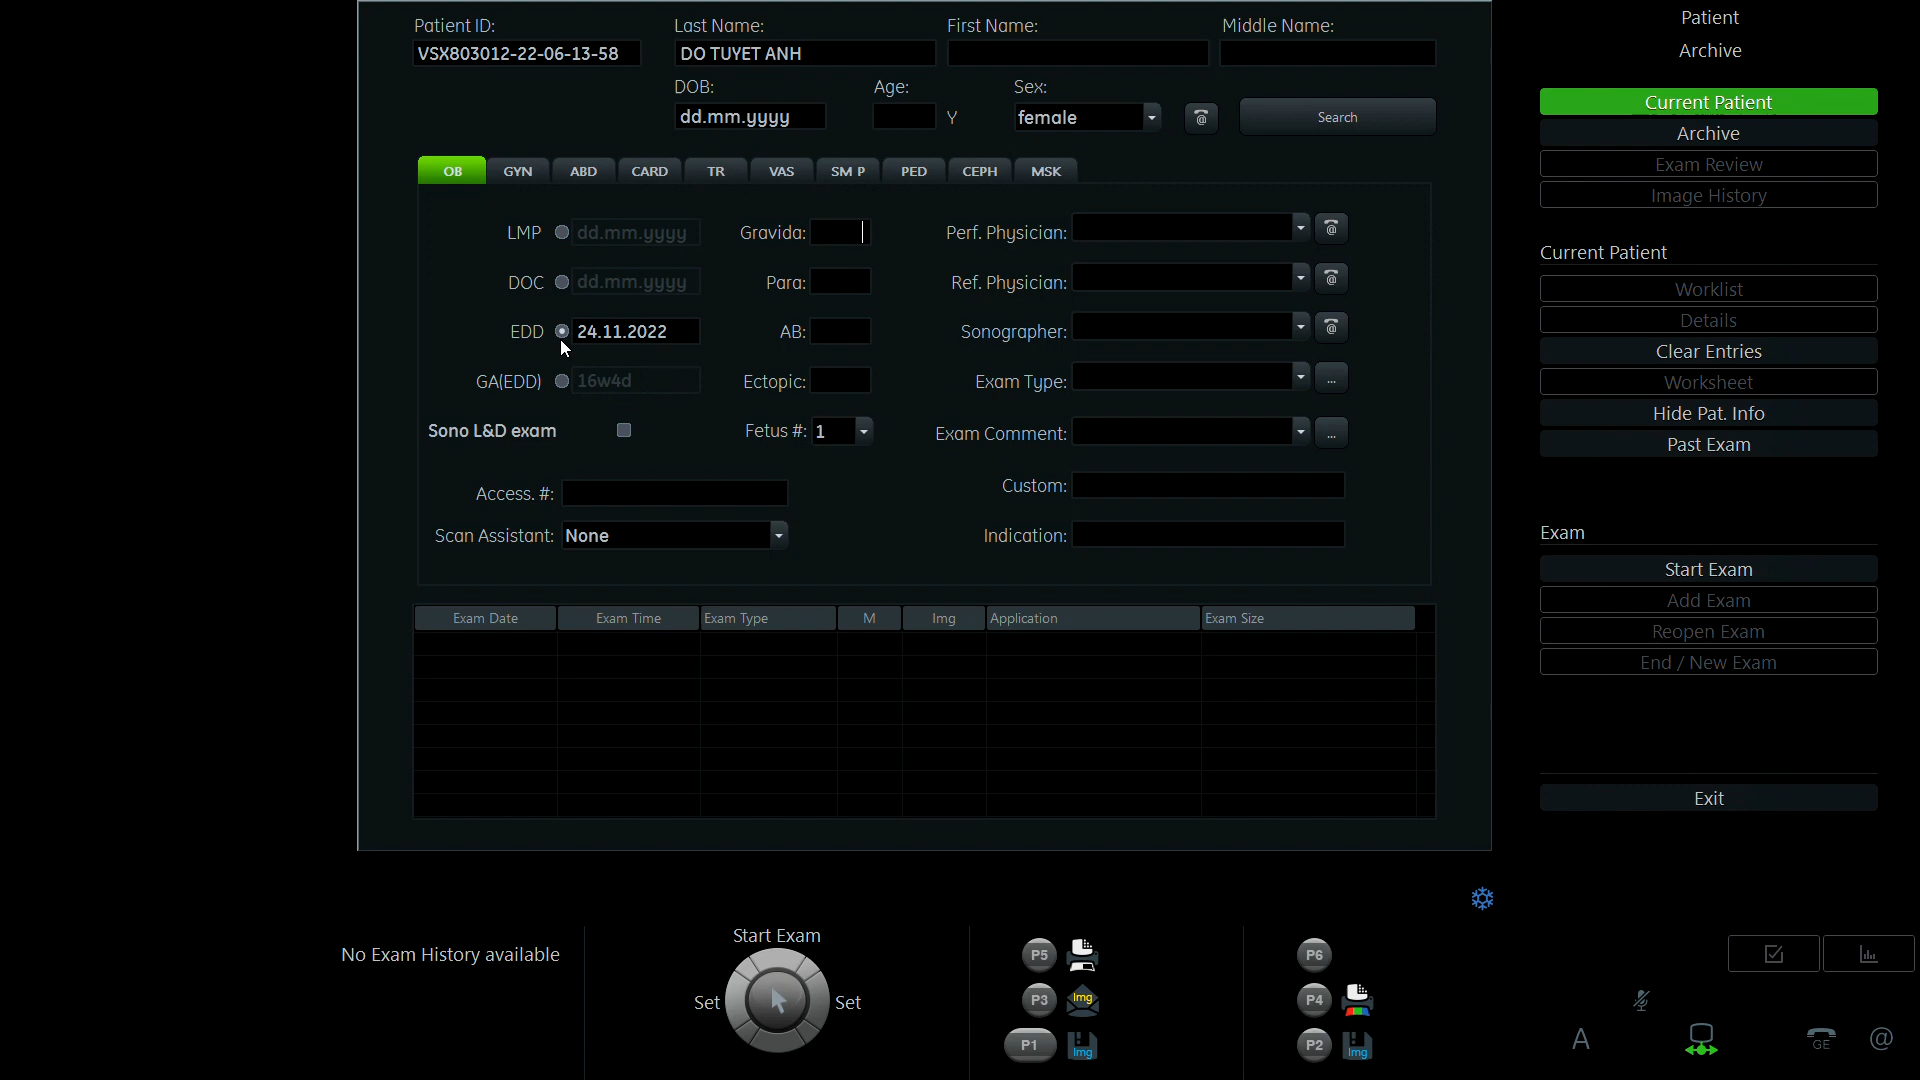 Patient ID: Last Name: First Name: Middle Name:
VSX803012-22-06-13-58 DO TUYET ANH
DOB: Age: Sex:
dd.mm.yyyy Y female Search
OB GYN ABD CARD TR VAS SM P PED CEPH MSK
LMP dd.mm.yyyy Gravida: Perf. Physician:
DOC dd.mm.yyyy Para: Ref. Physician:
EDD 24.11.2022 AB: Sonographer:
GA(EDD) 16w4d Ectopic: Exam Type: ...
Sono L&D exam Fetus #: 1 Exam Comment: ...
Access. #: Custom:
Scan Assistant: None Indication:
Exam Date Exam Time Exam Type M Img Application Exam Size
Patient
Archive
Current Patient
Archive
Exam Review
Image History
Current Patient
Worklist
Details
Clear Entries
Worksheet
Hide Pat. Info
Past Exam
Exam
Start Exam
Add Exam
Reopen Exam
End / New Exam
Exit
No Exam History available
Start Exam
Set Set
P5 P6
P3 Img P4
P1 Img P2 Img
A GE @